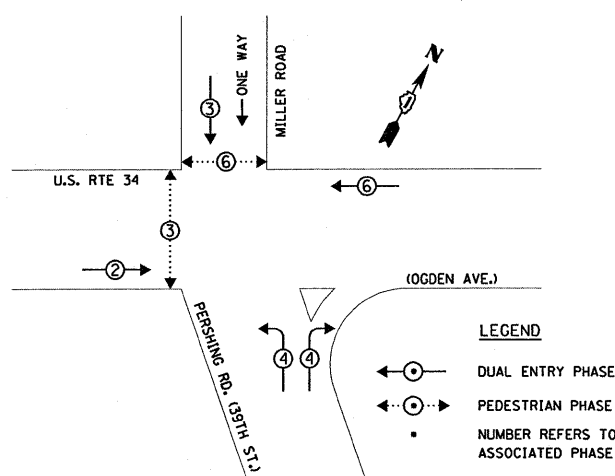 N
ONE WAY
MILLER ROAD
3
6
U.S. RTE 34
6
3
2
(OGDEN AVE.)
PERSHING RD. (39TH ST.)
4
4
LEGEND
DUAL ENTRY PHASE
PEDESTRIAN PHASE
NUMBER REFERS TO
ASSOCIATED PHASE